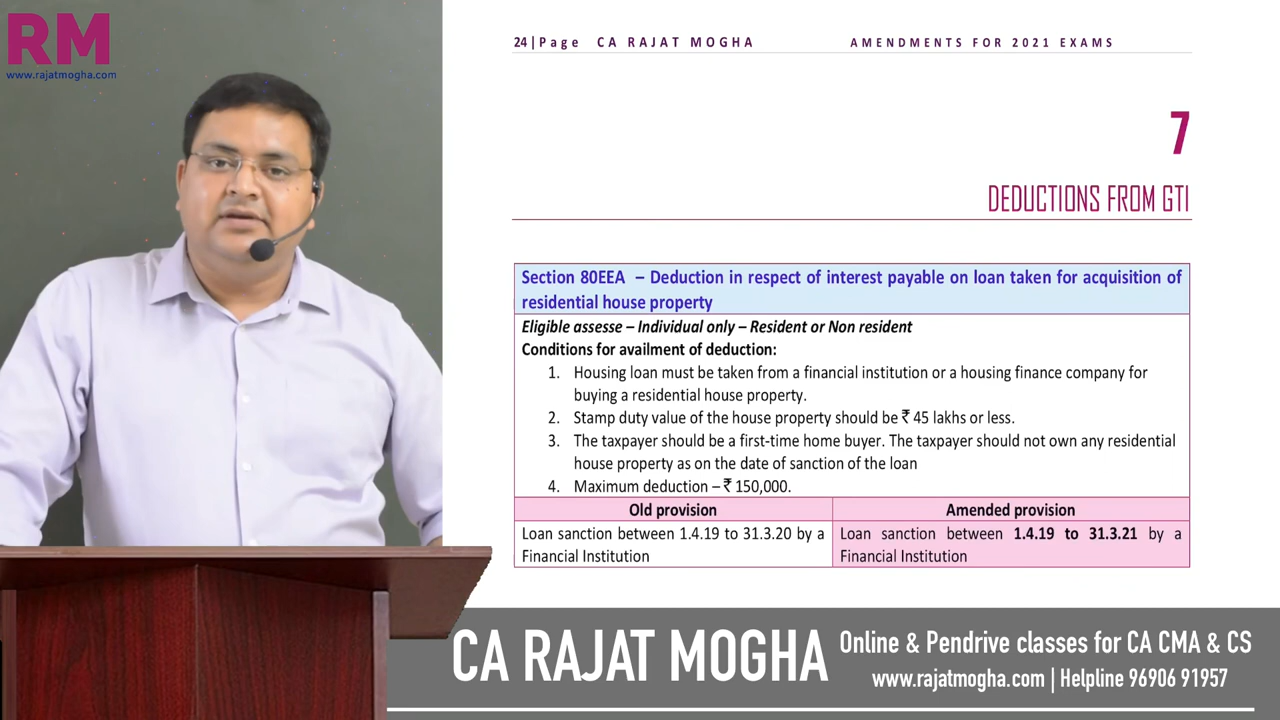 RM
www.rajatmogha.com
24|Page CA RAJAT MOGHA AMENDMENTS FOR 2021 EXAMS
7
DEDUCTIONS FROM GTI
Section 80EEA – Deduction in respect of interest payable on loan taken for acquisition of
residential house property
Eligible assesse – Individual only – Resident or Non resident
Conditions for availment of deduction:
1. Housing loan must be taken from a financial institution or a housing finance company for
buying a residential house property.
2. Stamp duty value of the house property should be ₹ 45 lakhs or less.
3. The taxpayer should be a first-time home buyer. The taxpayer should not own any residential
house property as on the date of sanction of the loan
4. Maximum deduction – ₹ 150,000.
Old provision Amended provision
Loan sanction between 1.4.19 to 31.3.20 by a
Financial Institution
Loan sanction between 1.4.19 to 31.3.21 by a
Financial Institution
CA RAJAT MOGHA
Online & Pendrive classes for CA CMA & CS
www.rajatmogha.com | Helpline 96906 91957